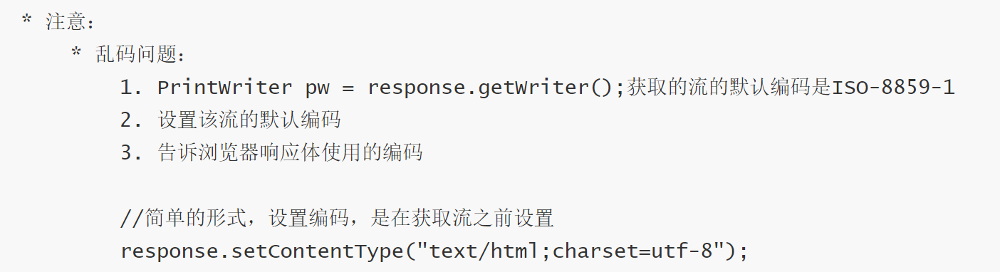 * 注意:
* 乱码问题:
1. PrintWriter pw = response.getWriter();获取的流的默认编码是ISO-8859-1
2. 设置该流的默认编码
3. 告诉浏览器响应体使用的编码
//简单的形式，设置编码，是在获取流之前设置
response.setContentType("text/html;charset=utf-8");